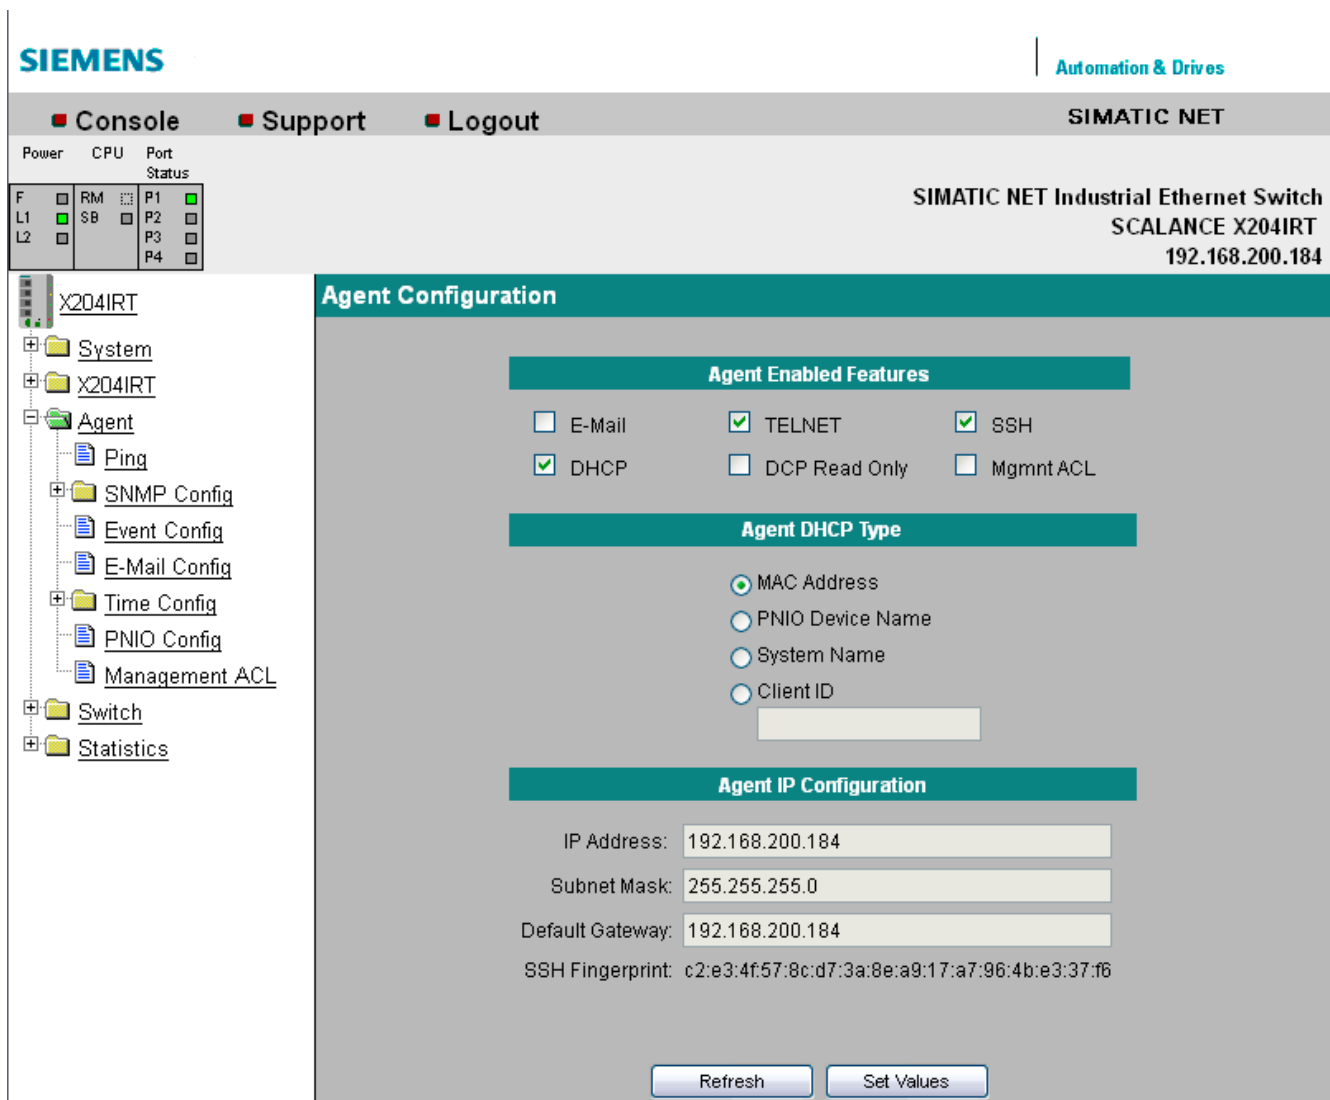 SIEMENS
Automation & Drives
Console Support Logout
SIMATIC NET
Power CPU Port Status
F RM P1
L1 SB P2
L2 P3
P4
SIMATIC NET Industrial Ethernet Switch
SCALANCE X204IRT
192.168.200.184
X204IRT
System
X204IRT
Agent
Ping
SNMP Config
Event Config
E-Mail Config
Time Config
PNIO Config
Management ACL
Switch
Statistics
Agent Configuration
Agent Enabled Features
E-Mail TELNET SSH
DHCP DCP Read Only Mgmnt ACL
Agent DHCP Type
MAC Address
PNIO Device Name
System Name
Client ID
Agent IP Configuration
IP Address: 192.168.200.184
Subnet Mask: 255.255.255.0
Default Gateway: 192.168.200.184
SSH Fingerprint: c2:e3:4f:57:8c:d7:3a:8e:a9:17:a7:96:4b:e3:37:f6
Refresh Set Values